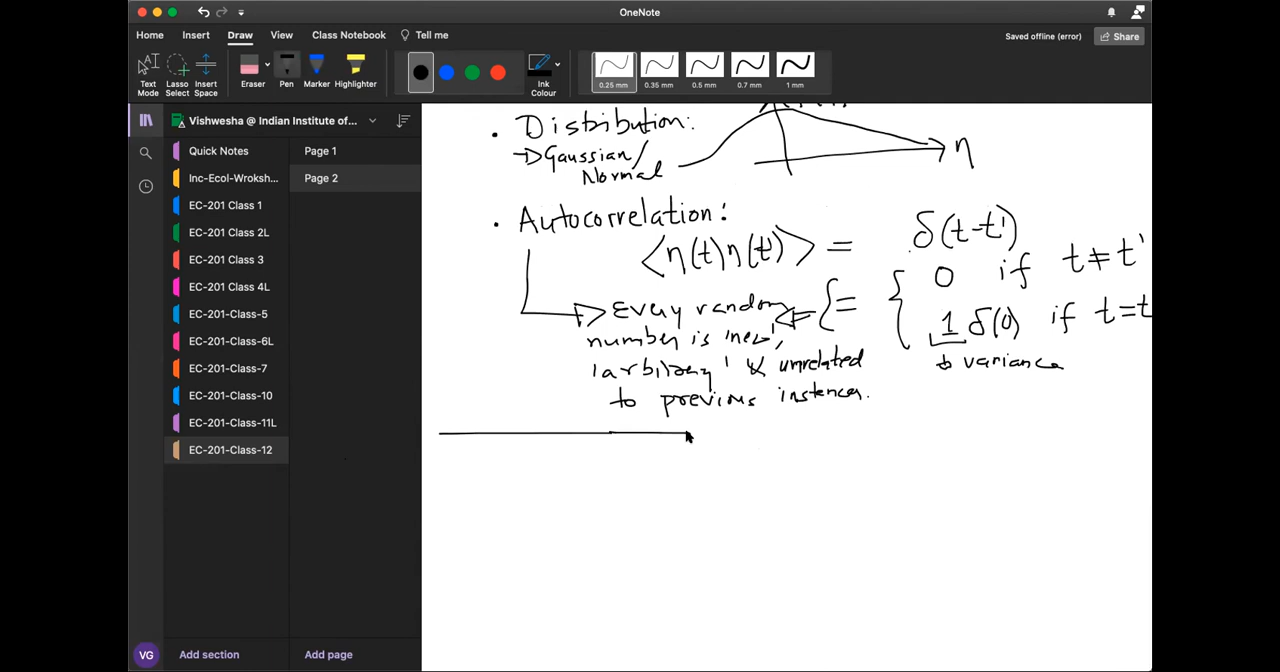 OneNote
Home Insert Draw View Class Notebook Tell me
Saved offline (error) Share
Text Mode
Lasso Select
Insert Space
Eraser
Pen
Marker
Highlighter
Ink Colour
0.25 mm 0.35 mm 0.5 mm 0.7 mm 1 mm
Vishwesha @ Indian Institute of...
Quick Notes
Inc-Ecol-Wroksh...
EC-201 Class 1
EC-201 Class 2L
EC-201 Class 3
EC-201 Class 4L
EC-201-Class-5
EC-201-Class-6L
EC-201-Class-7
EC-201-Class-10
EC-201-Class-11L
EC-201-Class-12
Page 1
Page 2
VG Add section Add page
• Distribution:
→ Gaussian/
Normal
η
• Autocorrelation:
<η(t)η(t')> = δ(t-t')
= { 0 if t≠t'
1 δ(0) if t=t
↳ variance
Every random
number is 'new',
'arbitrary' & unrelated
to previous instances.